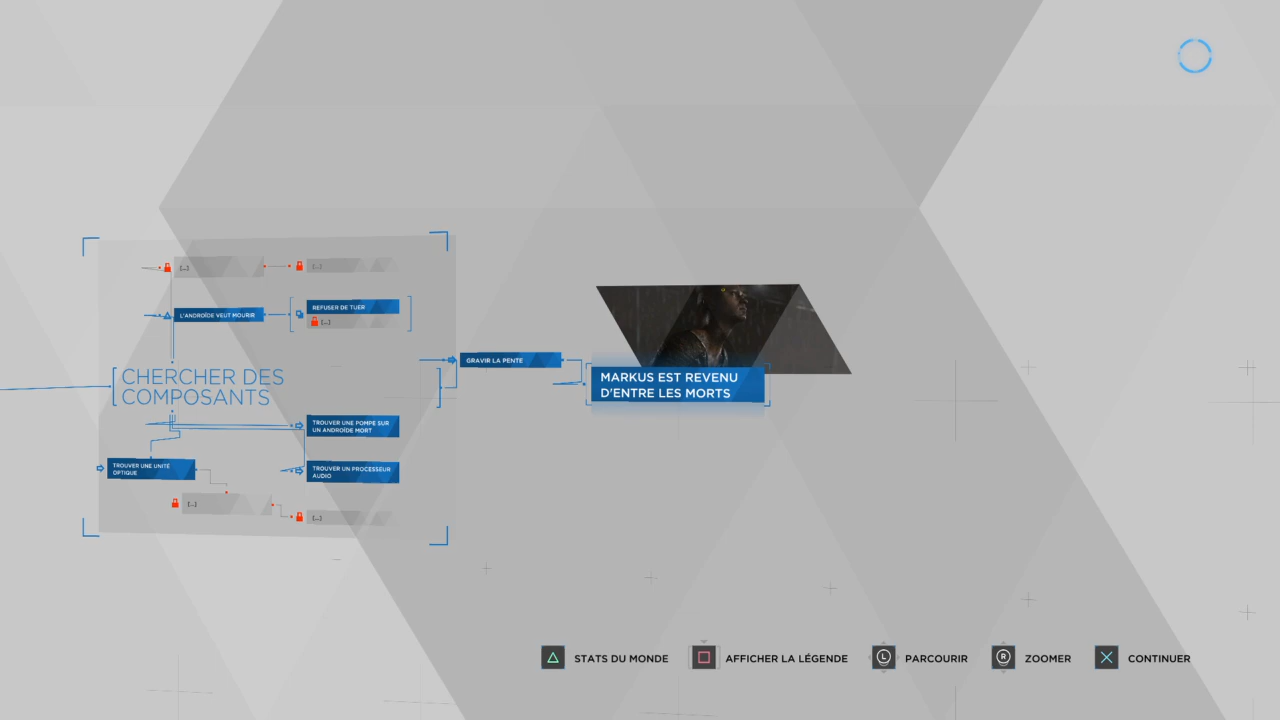 [...]
[...]
L'ANDROÏDE VEUT MOURIR
REFUSER DE TUER
[...]
GRAVIR LA PENTE
CHERCHER DES
COMPOSANTS
MARKUS EST REVENU
D'ENTRE LES MORTS
TROUVER UNE POMPE SUR
UN ANDROÏDE MORT
TROUVER UNE UNITÉ
OPTIQUE
TROUVER UN PROCESSEUR
AUDIO
[...]
[...]
STATS DU MONDE
AFFICHER LA LÉGENDE
L
PARCOURIR
R
ZOOMER
CONTINUER